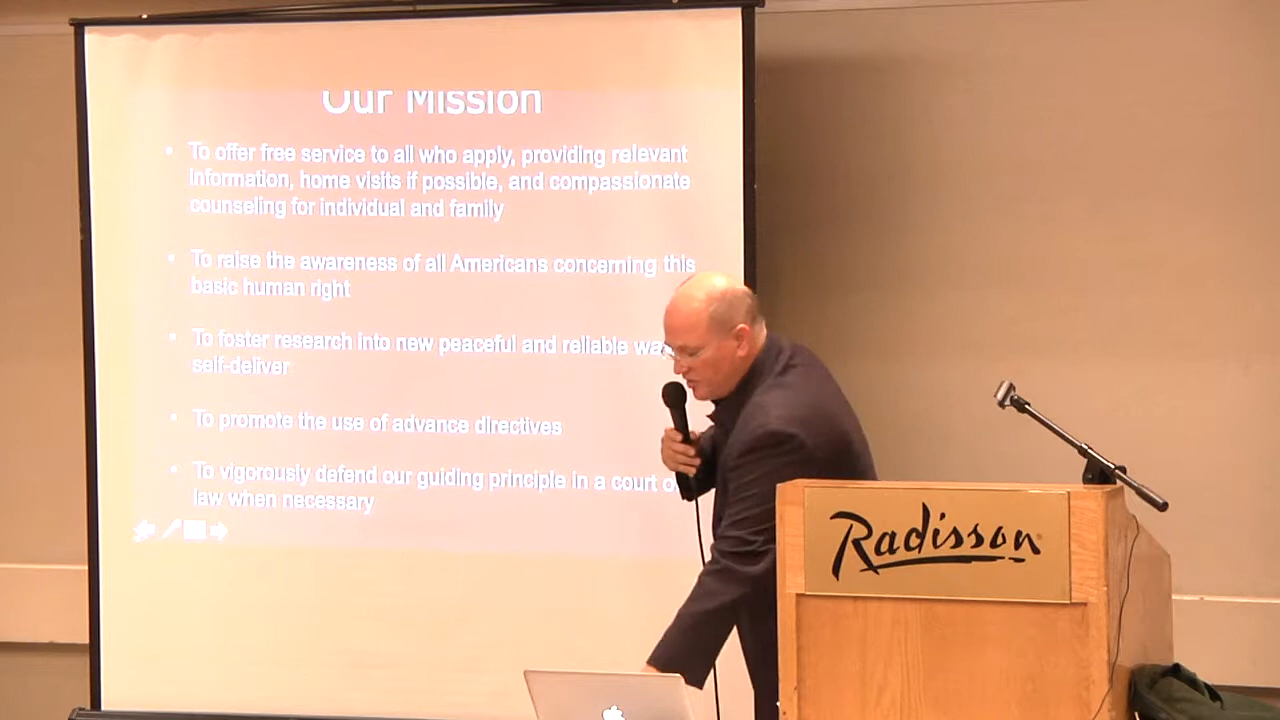 Our Mission
• To offer free service to all who apply, providing relevant
information, home visits if possible, and compassionate
counseling for individual and family
• To raise the awareness of all Americans concerning this
basic human right
• To foster research into new peaceful and reliable
self-deliver
• To promote the use of advance directives
• To vigorously defend our guiding principle in a court
law when necessary
Radisson